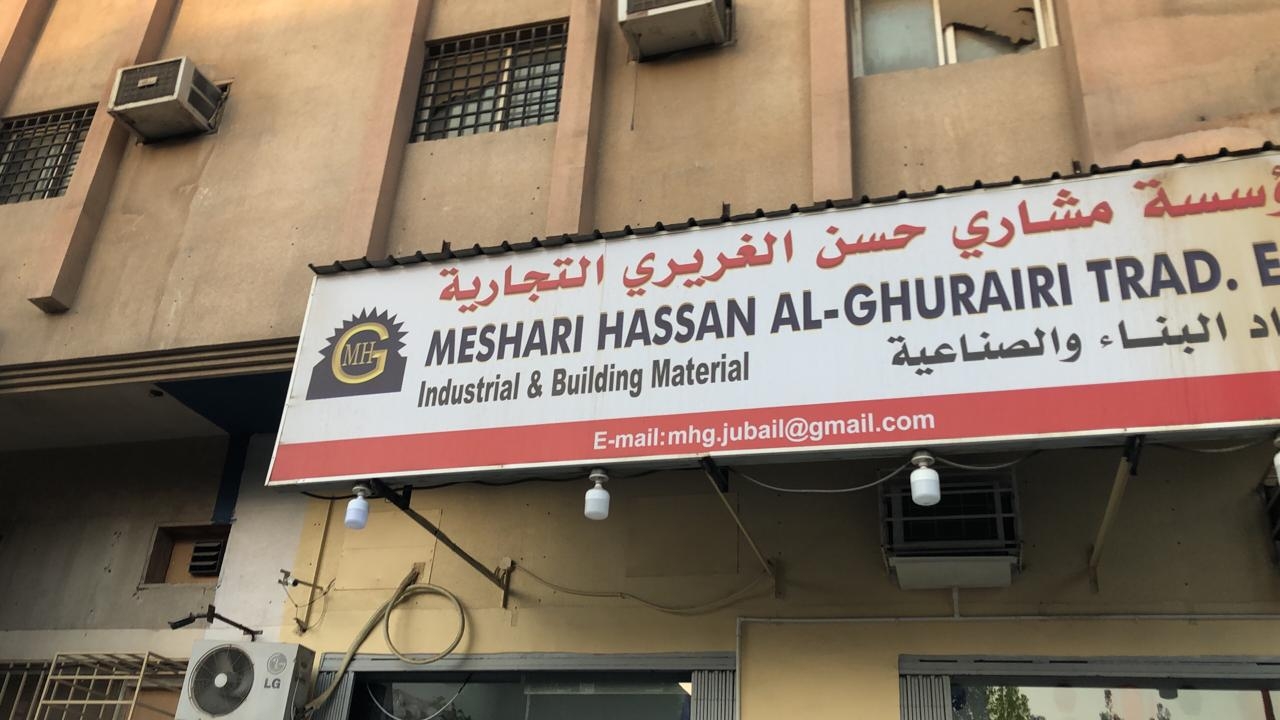 مشاري حسن الغريري التجارية
MESHARI HASSAN AL-GHURAIRI TRAD.
Industrial & Building Material
البناء والصناعية
E-mail:mhg.jubail@gmail.com
MHG
LG